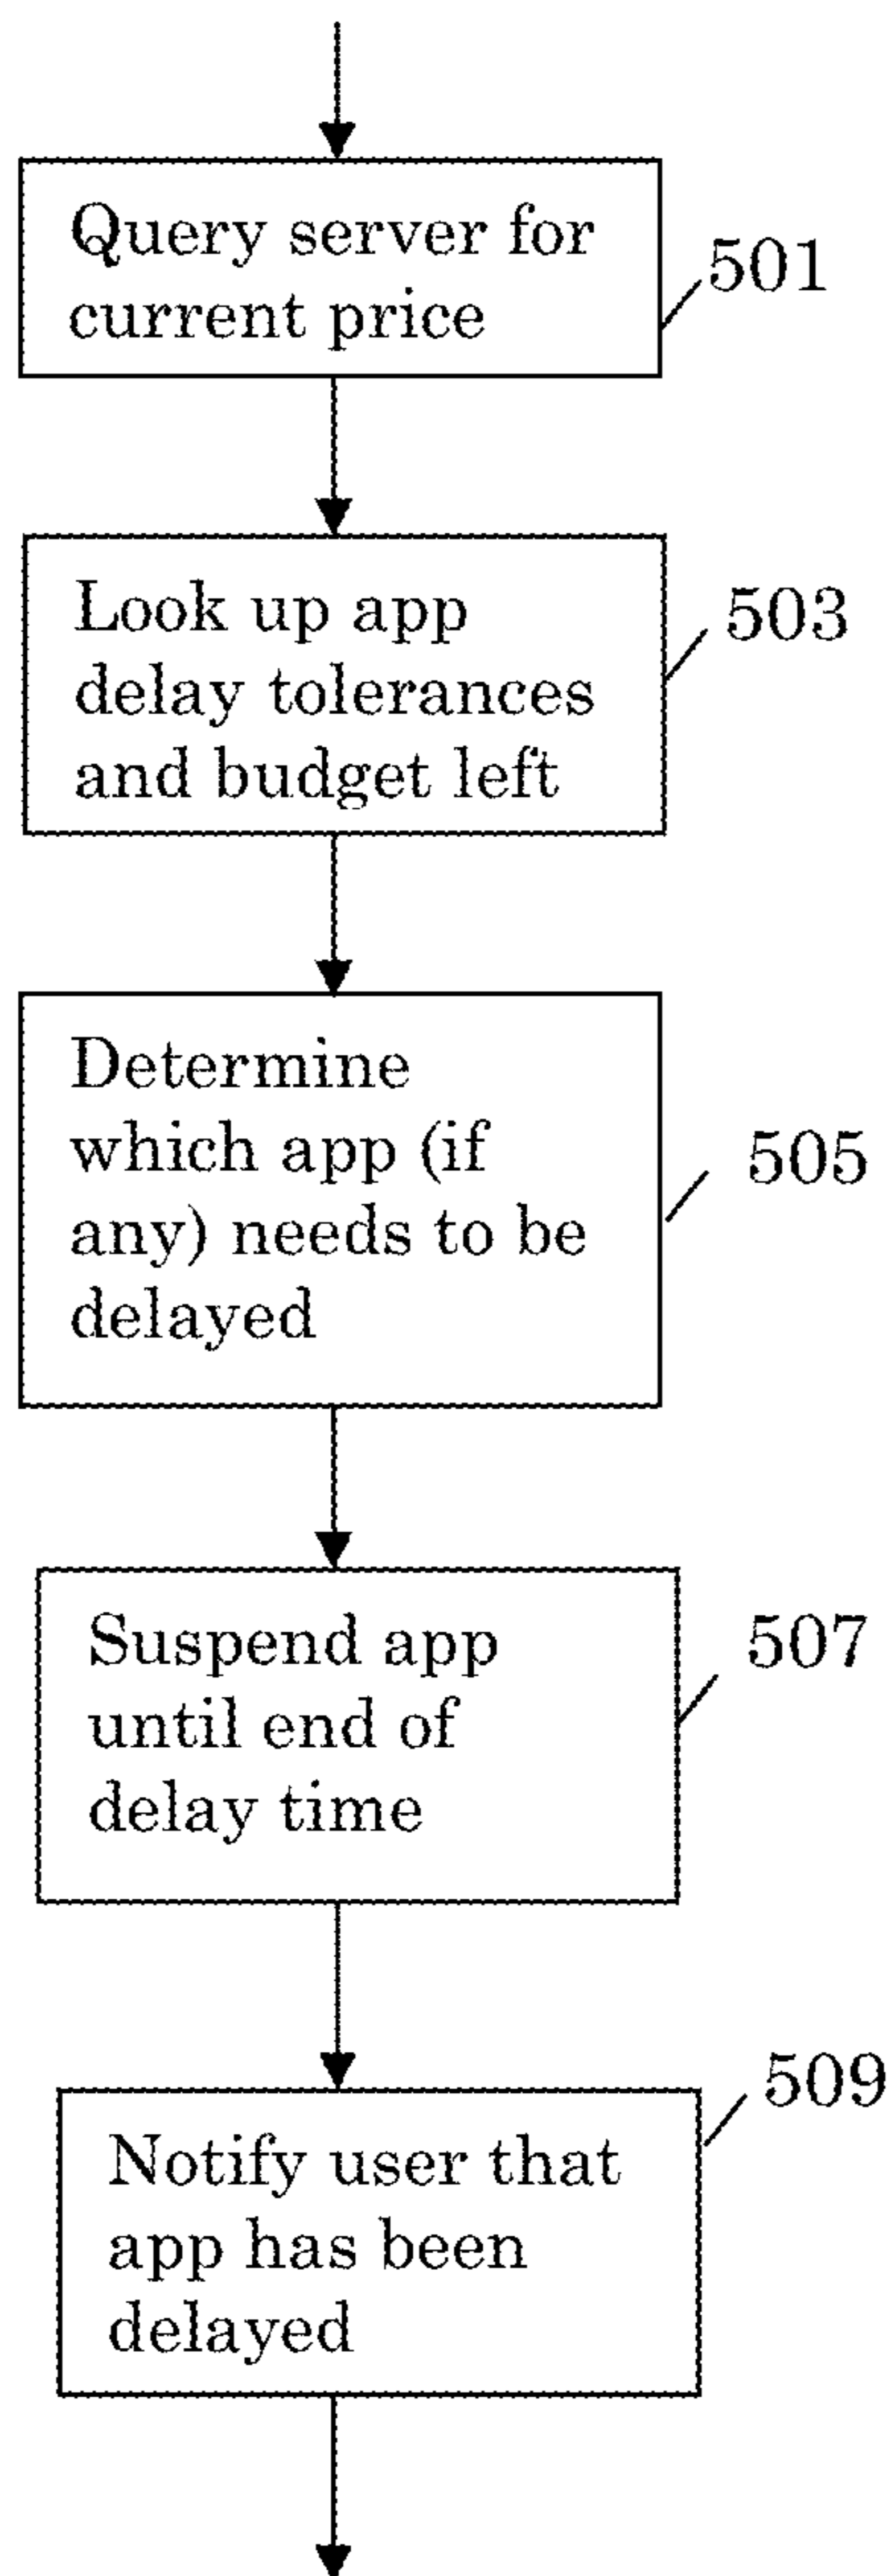 Query server for
current price
501
Look up app
delay tolerances
and budget left
503
Determine
which app (if
any) needs to be
delayed
505
Suspend app
until end of
delay time
507
Notify user that
app has been
delayed
509